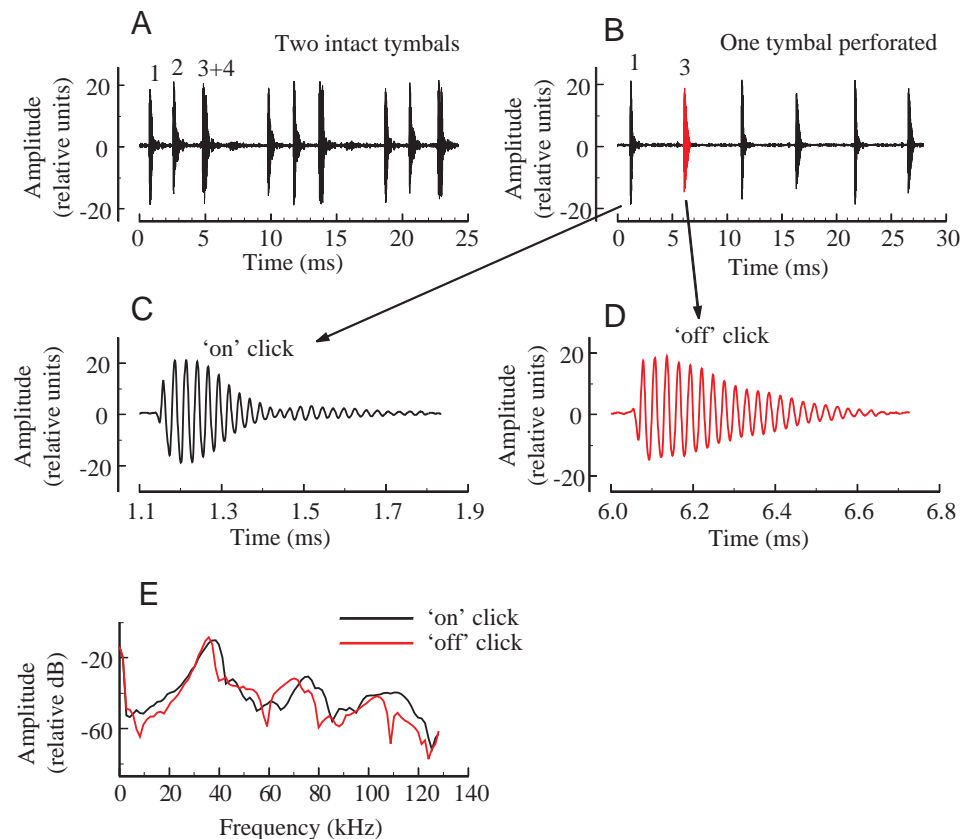 A
Two intact tymbals
1 2 3+4
Amplitude
(relative units)
20
0
-20
0 5 10 15 20 25
Time (ms)
B
One tymbal perforated
1 3
Amplitude
(relative units)
20
0
-20
0 5 10 15 20 25 30
Time (ms)
C
'on' click
Amplitude
(relative units)
20
0
-20
1.1 1.3 1.5 1.7 1.9
Time (ms)
D
'off' click
Amplitude
(relative units)
20
0
-20
6.0 6.2 6.4 6.6 6.8
Time (ms)
E
'on' click
'off' click
Amplitude
(relative dB)
-20
-60
0 20 40 60 80 100 120 140
Frequency (kHz)